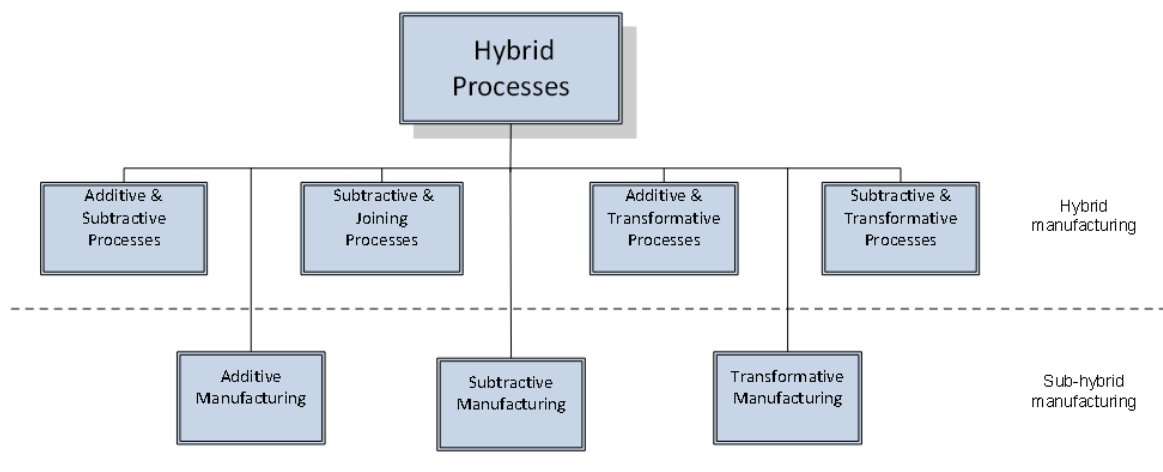 Hybrid
Processes
Additive &
Subtractive
Processes
Subtractive &
Joining
Processes
Additive &
Transformative
Processes
Subtractive &
Transformative
Processes
Hybrid
manufacturing
Additive
Manufacturing
Subtractive
Manufacturing
Transformative
Manufacturing
Sub-hybrid
manufacturing